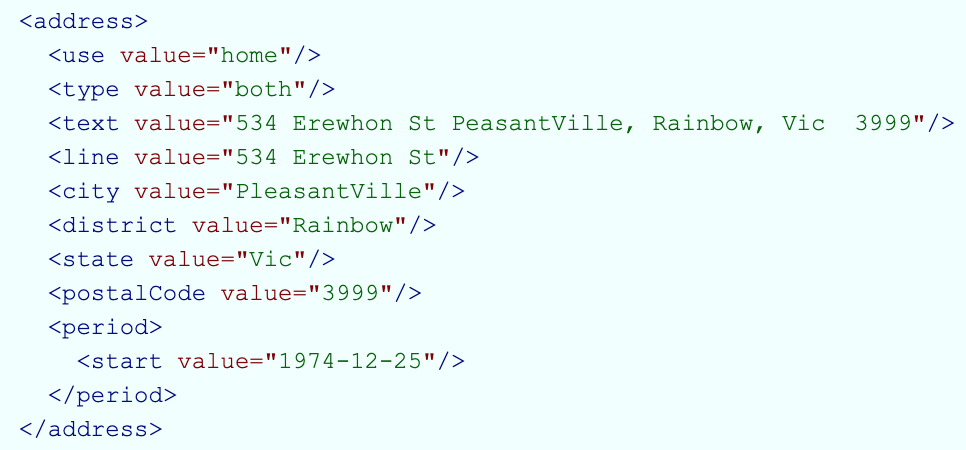 <address>
  <use value="home"/>
  <type value="both"/>
  <text value="534 Erewhon St PeasantVille, Rainbow, Vic  3999"/>
  <line value="534 Erewhon St"/>
  <city value="PleasantVille"/>
  <district value="Rainbow"/>
  <state value="Vic"/>
  <postalCode value="3999"/>
  <period>
    <start value="1974-12-25"/>
  </period>
</address>